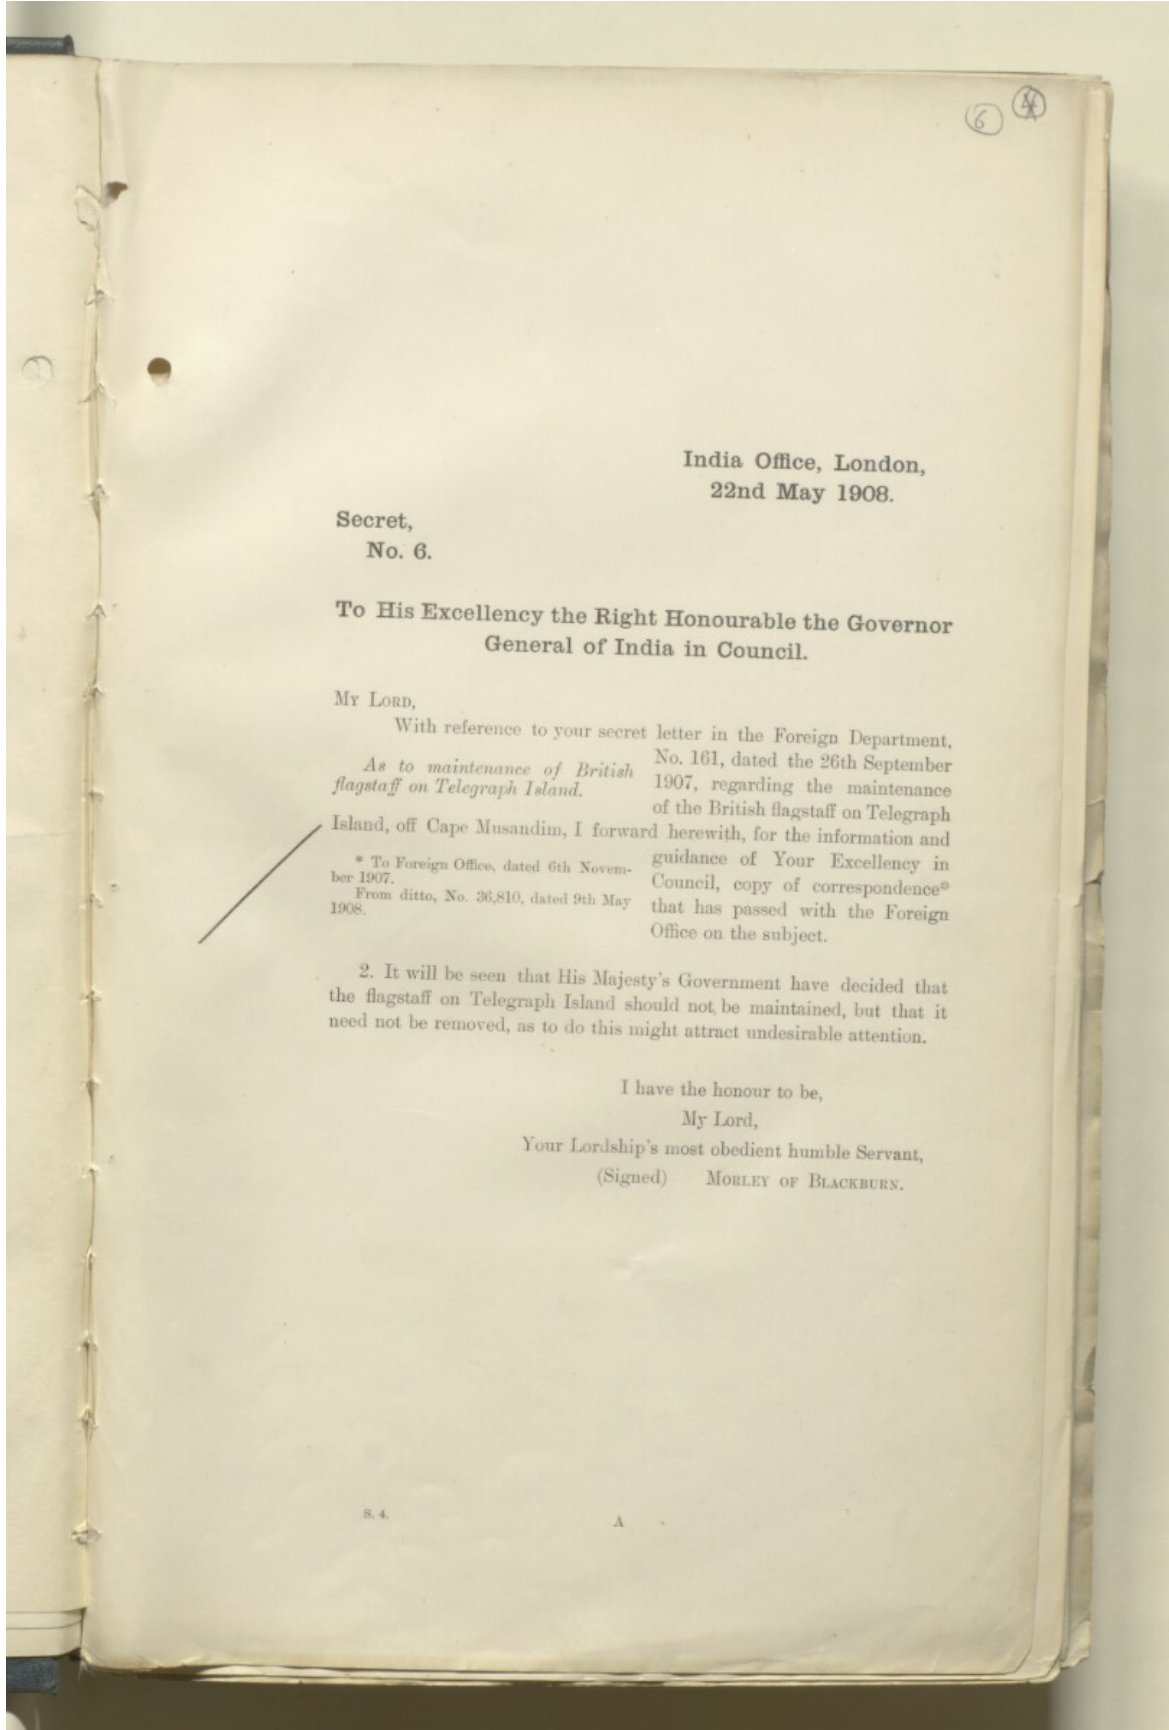 6
India Office, London,
22nd May 1908.
Secret,
No. 6.
To His Excellency the Right Honourable the Governor
General of India in Council.
My Lord,
With reference to your secret letter in the Foreign Department,
As to maintenance of British
flagstaff on Telegraph Island.
No. 161, dated the 26th September
1907, regarding the maintenance
of the British flagstaff on Telegraph
Island, off Cape Musandim, I forward herewith, for the information and
* To Foreign Office, dated 6th Novem-
ber 1907.
From ditto, No. 36,810, dated 9th May
1908.
guidance of Your Excellency in
Council, copy of correspondence*
that has passed with the Foreign
Office on the subject.
2. It will be seen that His Majesty's Government have decided that
the flagstaff on Telegraph Island should not be maintained, but that it
need not be removed, as to do this might attract undesirable attention.
I have the honour to be,
My Lord,
Your Lordship's most obedient humble Servant,
(Signed) Morley of Blackburn.
S. 4.
A